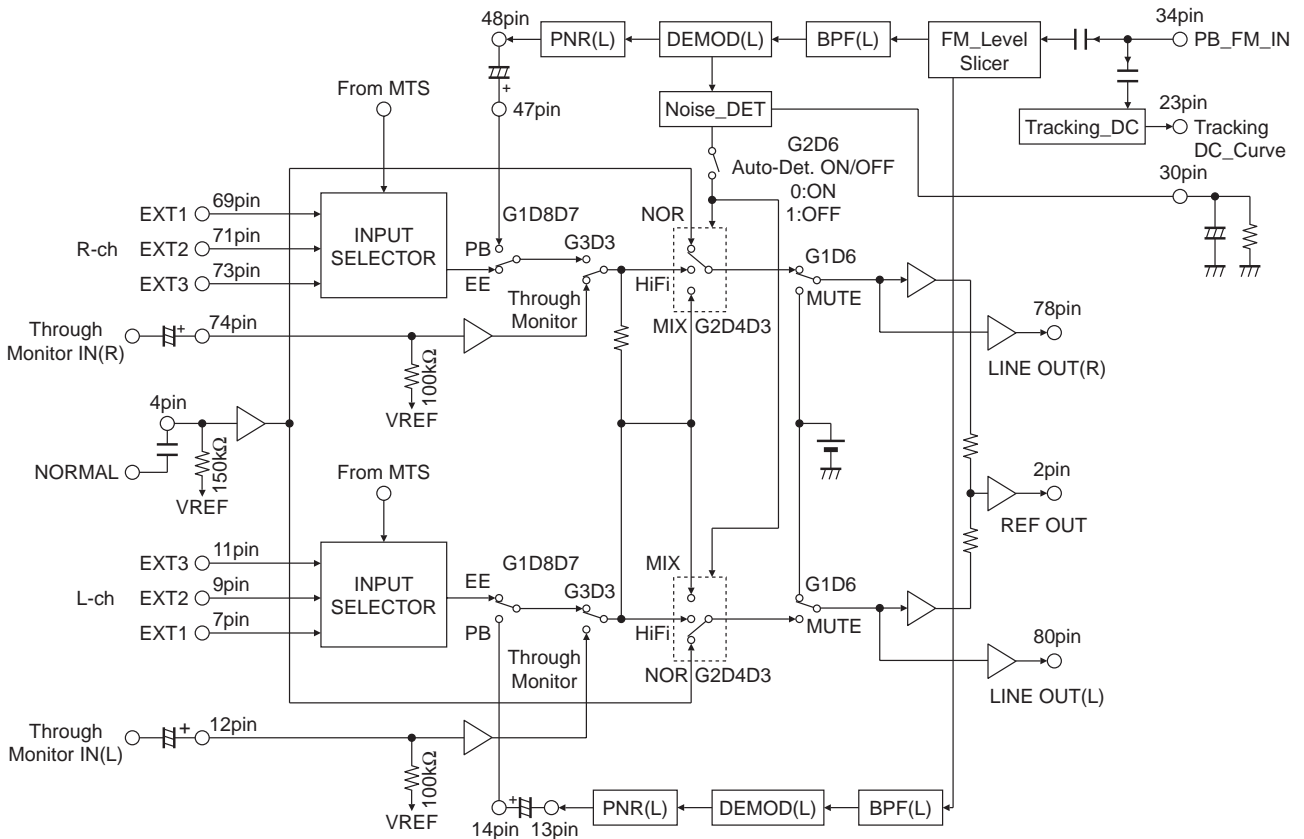 48pin
PNR(L)
DEMOD(L)
BPF(L)
FM_Level
Slicer
34pin
PB_FM_IN
From MTS
47pin
Noise_DET
Tracking_DC
23pin
Tracking
DC_Curve
G2D6
Auto-Det. ON/OFF
0:ON
1:OFF
30pin
R-ch
EXT1
69pin
EXT2
71pin
EXT3
73pin
INPUT
SELECTOR
G1D8D7
PB
EE
G3D3
Through
Monitor
NOR
HiFi
MIX
G2D4D3
G1D6
MUTE
78pin
LINE OUT(R)
Through
Monitor IN(R)
+
74pin
100kΩ
VREF
4pin
NORMAL
150kΩ
VREF
From MTS
2pin
REF OUT
L-ch
EXT3
11pin
EXT2
9pin
EXT1
7pin
INPUT
SELECTOR
EE
PB
G1D8D7
G3D3
Through
Monitor
MIX
HiFi
NOR
G2D4D3
G1D6
MUTE
80pin
LINE OUT(L)
Through
Monitor IN(L)
+
12pin
100kΩ
VREF
+
14pin
13pin
PNR(L)
DEMOD(L)
BPF(L)
+